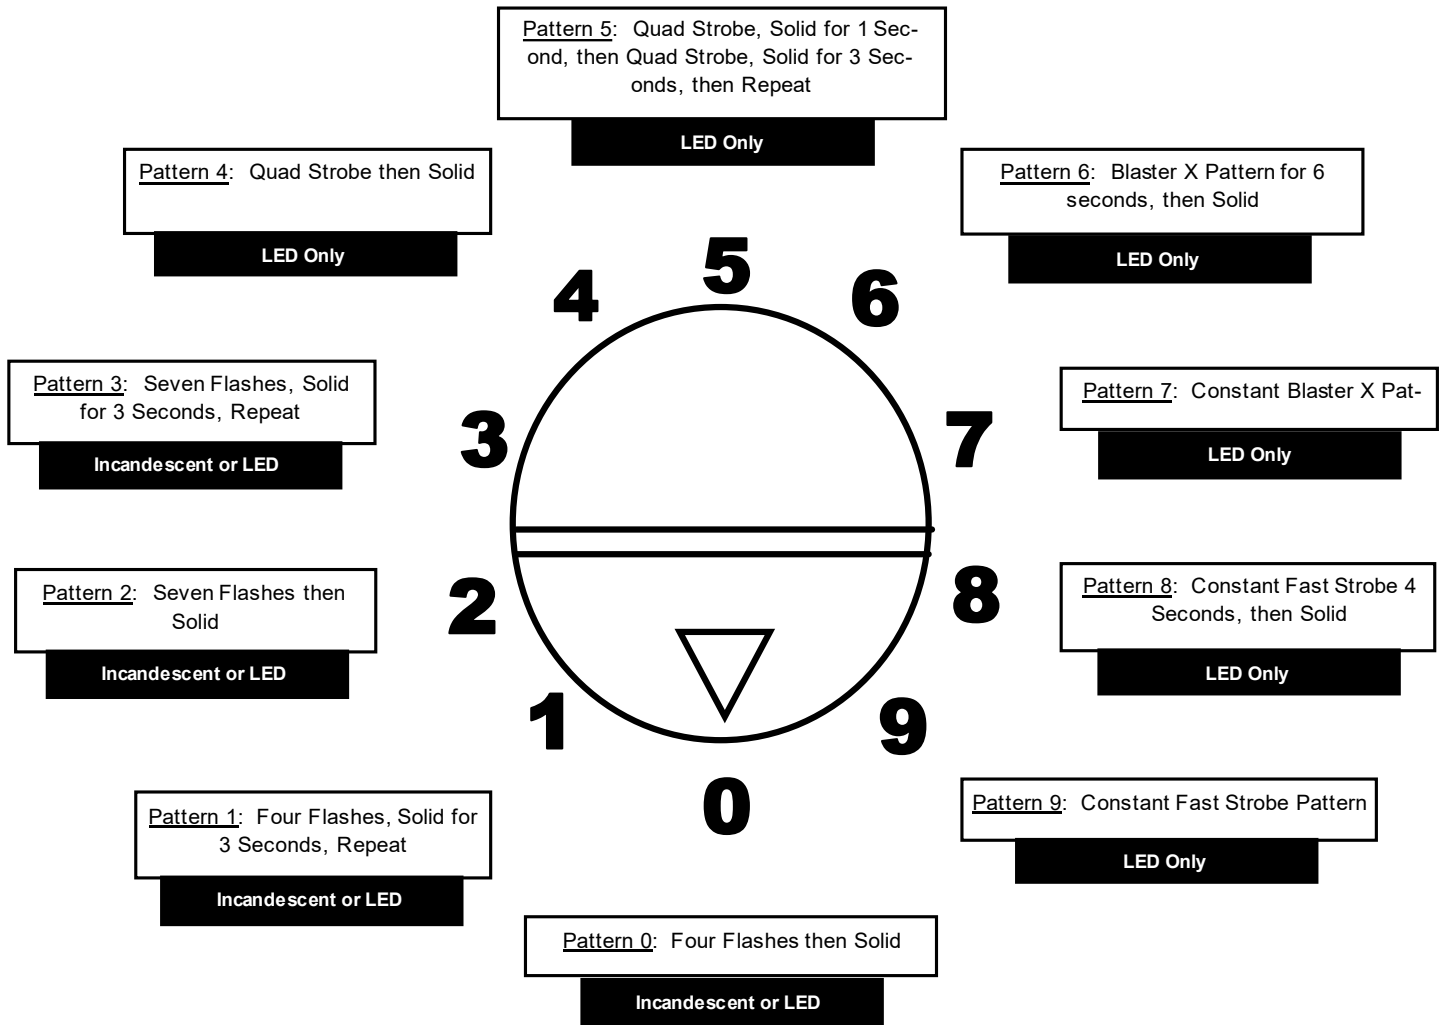 Pattern 5: Quad Strobe, Solid for 1 Sec-
ond, then Quad Strobe, Solid for 3 Sec-
onds, then Repeat
LED Only
Pattern 4: Quad Strobe then Solid
LED Only
Pattern 6: Blaster X Pattern for 6
seconds, then Solid
LED Only
5
4
6
Pattern 3: Seven Flashes, Solid
for 3 Seconds, Repeat
Incandescent or LED
3
7
Pattern 7: Constant Blaster X Pat-
LED Only
Pattern 2: Seven Flashes then
Solid
Incandescent or LED
2
8
Pattern 8: Constant Fast Strobe 4
Seconds, then Solid
LED Only
1
9
0
Pattern 1: Four Flashes, Solid for
3 Seconds, Repeat
Incandescent or LED
Pattern 9: Constant Fast Strobe Pattern
LED Only
Pattern 0: Four Flashes then Solid
Incandescent or LED